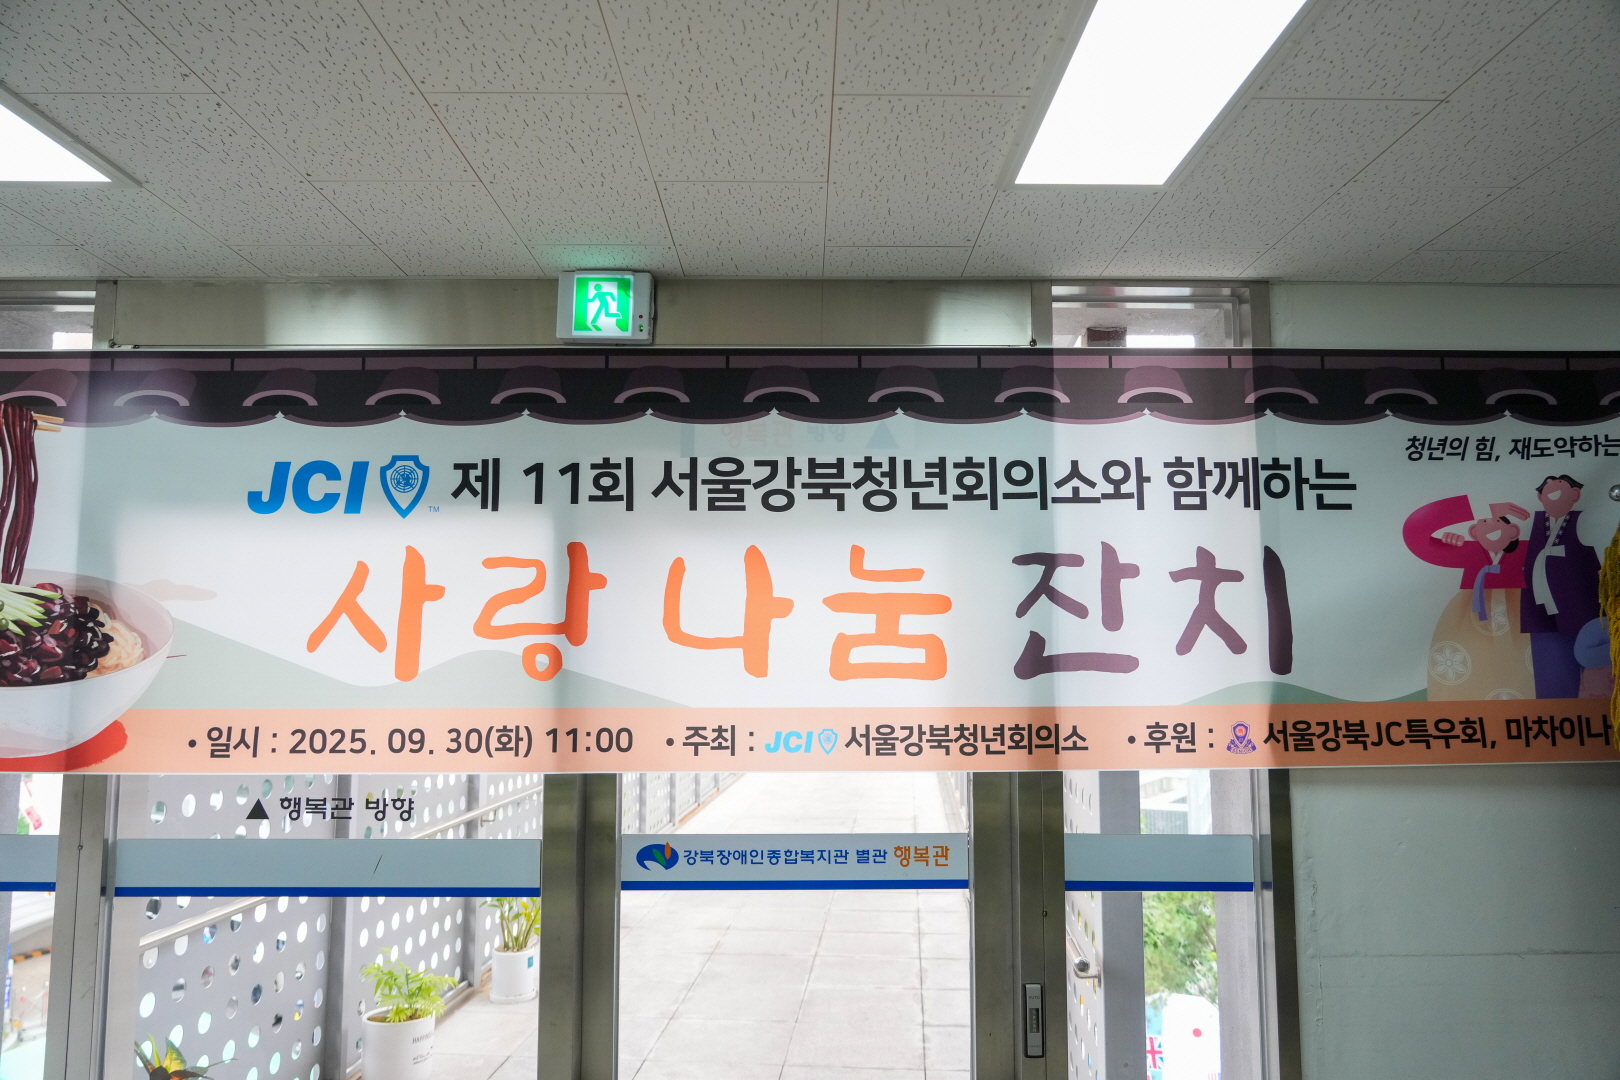 청년의 힘, 재도약하는
JCI 제 11회 서울강북청년회의소와 함께하는
사랑 나눔 잔치
• 일시 : 2025. 09. 30(화) 11:00 • 주최 : JCI 서울강북청년회의소 • 후원 : 서울강북JC특우회, 마차이나
▲ 행복관 방향
강북장애인종합복지관 별관 행복관